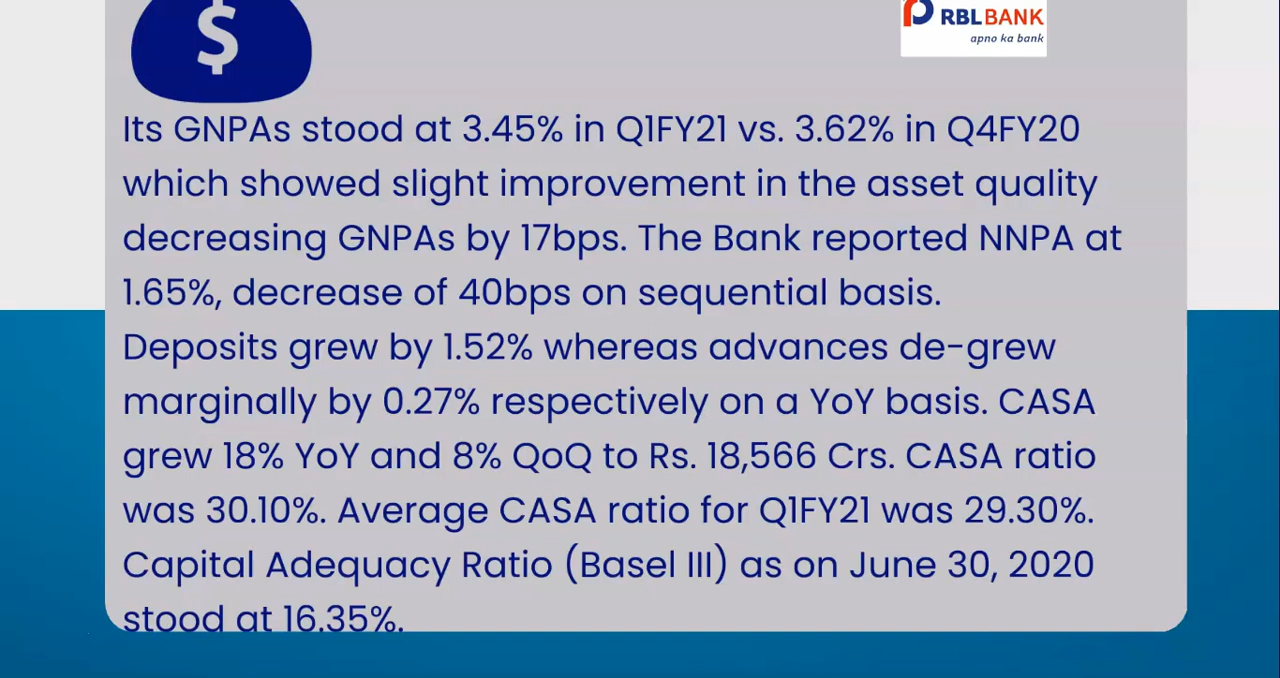 $
RBL BANK
apno ka bank
Its GNPAs stood at 3.45% in Q1FY21 vs. 3.62% in Q4FY20
which showed slight improvement in the asset quality
decreasing GNPAs by 17bps. The Bank reported NNPA at
1.65%, decrease of 40bps on sequential basis.
Deposits grew by 1.52% whereas advances de-grew
marginally by 0.27% respectively on a YoY basis. CASA
grew 18% YoY and 8% QoQ to Rs. 18,566 Crs. CASA ratio
was 30.10%. Average CASA ratio for Q1FY21 was 29.30%.
Capital Adequacy Ratio (Basel III) as on June 30, 2020
stood at 16.35%.